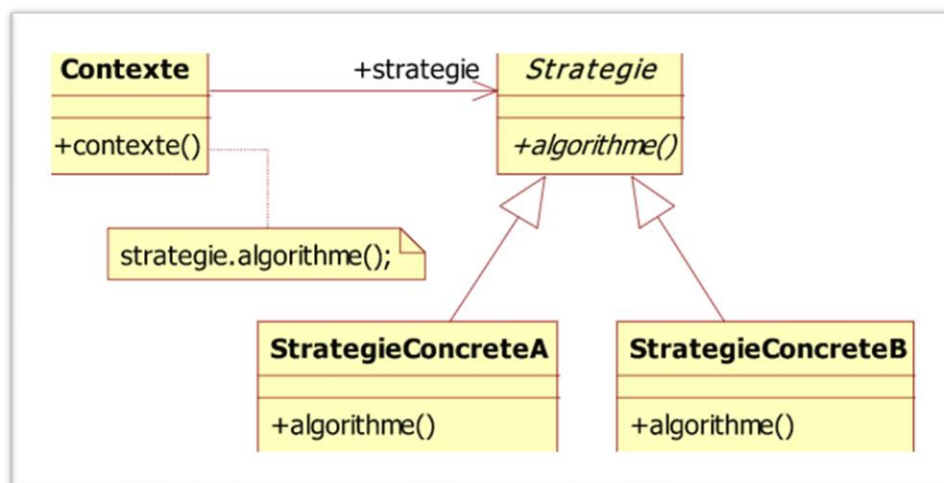 Contexte
+strategie
Strategie
+contexte()
+algorithme()
strategie.algorithme();
StrategieConcreteA
StrategieConcreteB
+algorithme()
+algorithme()